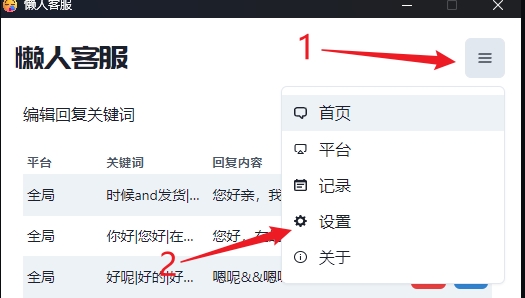 懒人客服
1
懒人客服
编辑回复关键词
首页
平台
记录
设置
关于
2
平台 关键词 回复内容
全局 时候and发货|... 您好亲，我
全局 你好|您好|在... 您好，在
全局 好呢|好的|好... 嗯呢&&嗯